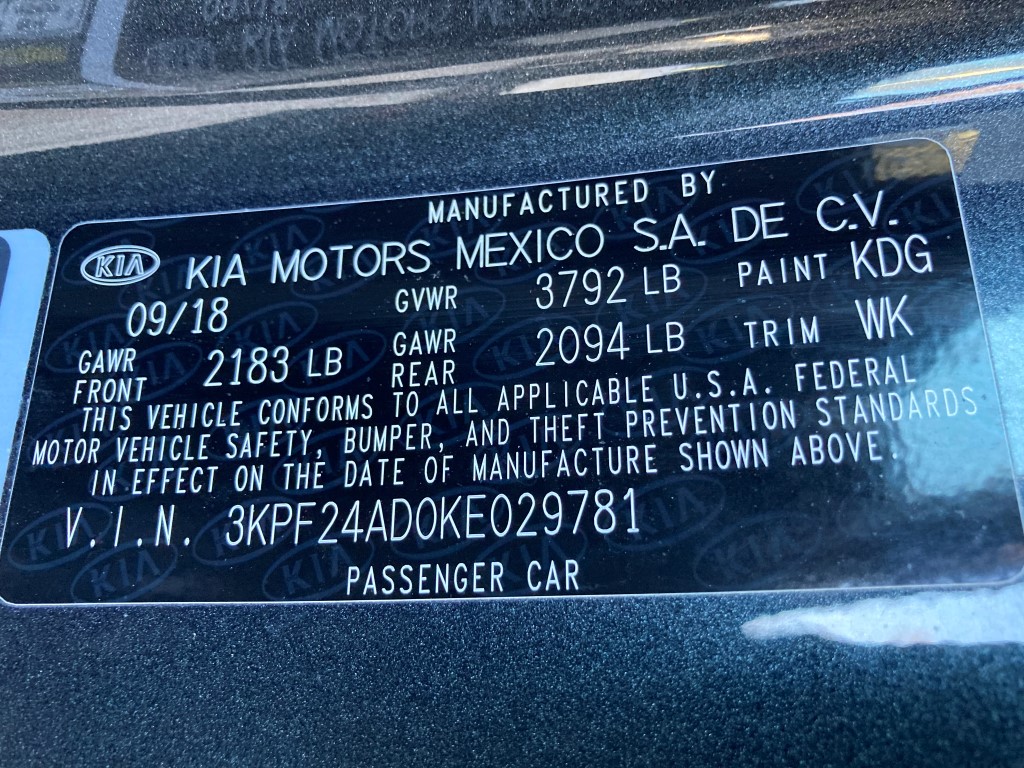 MANUFACTURED BY
KIA KIA MOTORS MEXICO S.A. DE C.V.
09/18 GVWR 3792 LB PAINT KDG
GAWR FRONT 2183 LB GAWR REAR 2094 LB TRIM WK
THIS VEHICLE CONFORMS TO ALL APPLICABLE U.S.A. FEDERAL
MOTOR VEHICLE SAFETY, BUMPER, AND THEFT PREVENTION STANDARDS
IN EFFECT ON THE DATE OF MANUFACTURE SHOWN ABOVE.
V.I.N. 3KPF24AD0KE029781
PASSENGER CAR